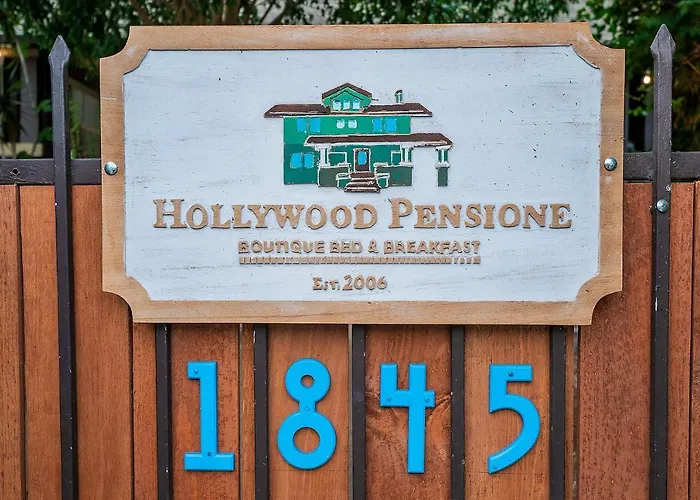 HOLLYWOOD PENSIONE
BOUTIQUE BED & BREAKFAST
EST. 2006
1845